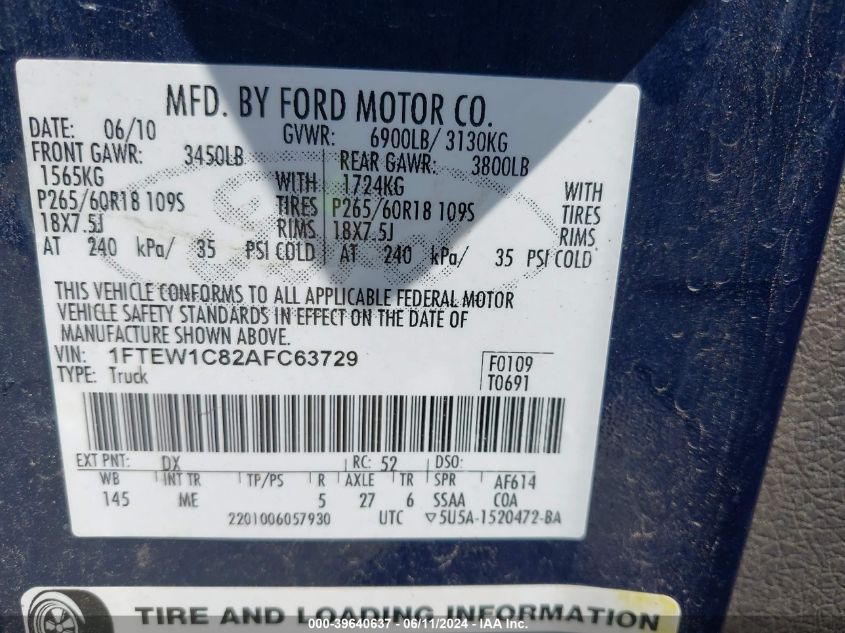 MFD. BY FORD MOTOR CO.
DATE: 06/10 GVWR: 6900LB/ 3130KG
FRONT GAWR: 3450LB REAR GAWR: 3800LB
1565KG WITH 1724KG WITH
P265/60R18 109S TIRES P265/60R18 109S TIRES
18X7.5J RIMS 18X7.5J RIMS
AT 240 kPa/ 35 PSI COLD AT 240 kPa/ 35 PSI COLD
THIS VEHICLE CONFORMS TO ALL APPLICABLE FEDERAL MOTOR
VEHICLE SAFETY STANDARDS IN EFFECT ON THE DATE OF
MANUFACTURE SHOWN ABOVE.
VIN: 1FTEW1C82AFC63729 F0109
TYPE: Truck T0691
EXT PNT: DX RC: 52 DSO:
WB INT TR TP/PS R AXLE TR SPR AF614
145 ME 5 27 6 SSAA COA
2201006057930 UTC ▽5U5A-1520472-BA
TIRE AND LOADING INFORMATION
000-39640637 - 06/11/2024 - IAA Inc.